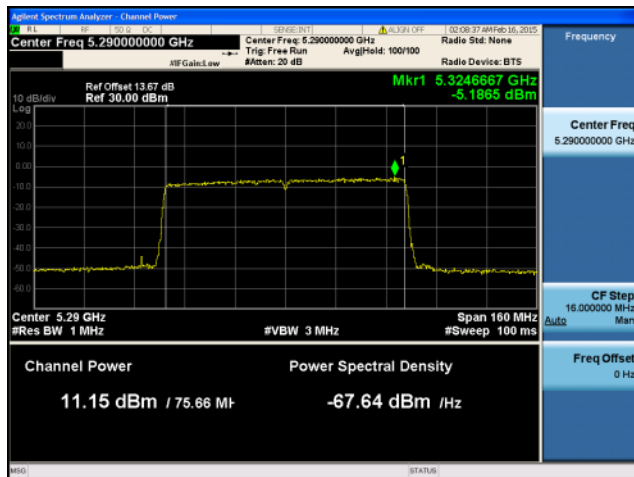 Agilent Spectrum Analyzer - Channel Power
RL RF 50 Ω DC SENSE:INT ALIGN OFF 02:08:37 AM Feb 16, 2015
Center Freq 5.290000000 GHz
Center Freq: 5.290000000 GHz
Radio Std: None
Trig: Free Run Avg|Hold: 100/100
#IFGain:Low #Atten: 20 dB Radio Device: BTS
Mkr1 5.3246667 GHz
-5.1865 dBm
Ref Offset 13.67 dB
10 dB/div Ref 30.00 dBm
Log
20.0
10.0
0.00
-10.0
-20.0
-30.0
-40.0
-50.0
-60.0
1
Center 5.29 GHz Span 160 MHz
#Res BW 1 MHz #VBW 3 MHz #Sweep 100 ms
Channel Power Power Spectral Density
11.15 dBm / 75.66 MH -67.64 dBm /Hz
MSG STATUS
Frequency
Center Freq
5.290000000 GHz
CF Step
16.000000 MHz
Auto Man
Freq Offset
0 Hz